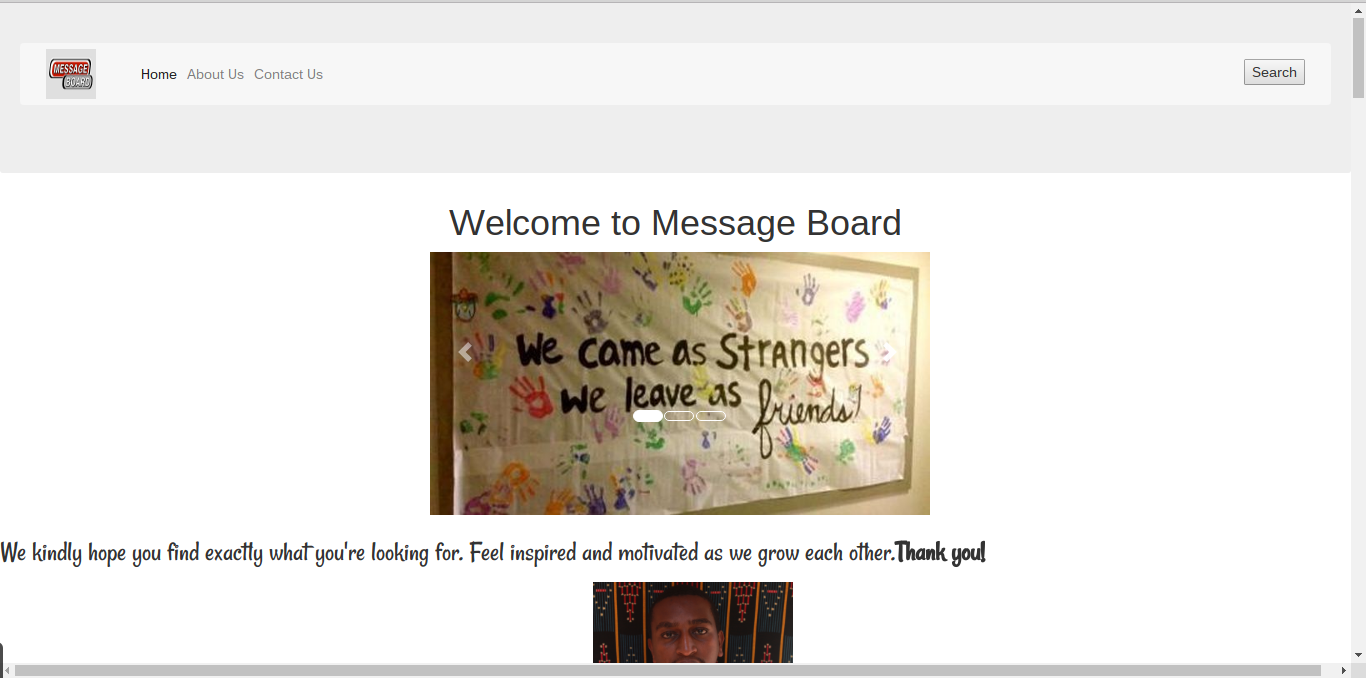 MESSAGE
BOARD
Home About Us Contact Us
Search
Welcome to Message Board
We came as Strangers
We leave as friends!
We kindly hope you find exactly what you're looking for. Feel inspired and motivated as we grow each other.Thank you!